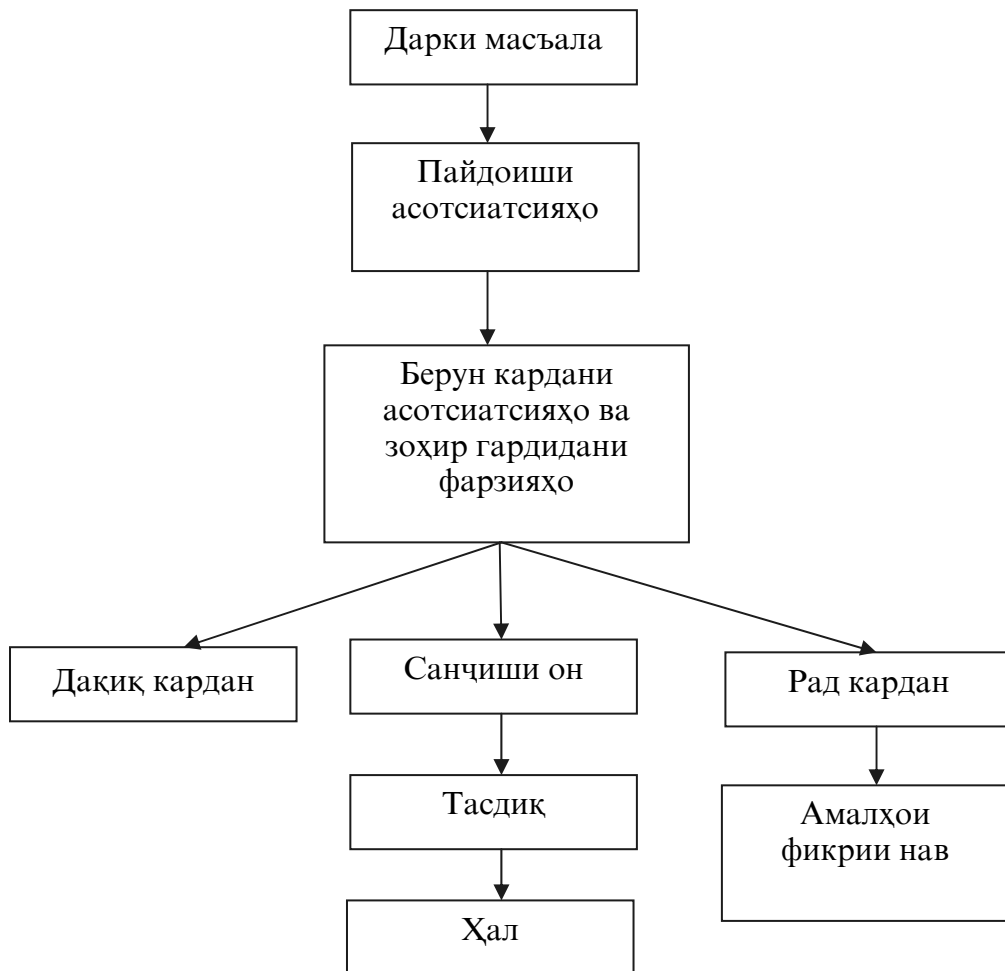 Дарки масъала
Пайдоиши
асотсиатсияҳо
Берун кардани
асотсиатсияҳо ва
зоҳир гардидани
фарзияҳо
Дақиқ кардан
Санҷиши он
Рад кардан
Тасдиқ
Амалҳои
фикрии нав
Ҳал